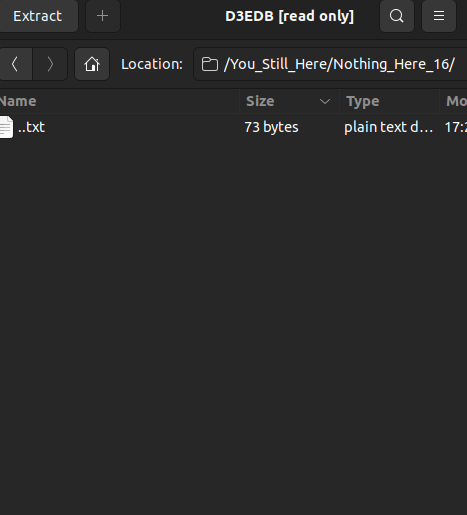 Extract D3EDB [read only]
Location: /You_Still_Here/Nothing_Here_16/
Name Size Type Mo
..txt 73 bytes plain text d... 17:2